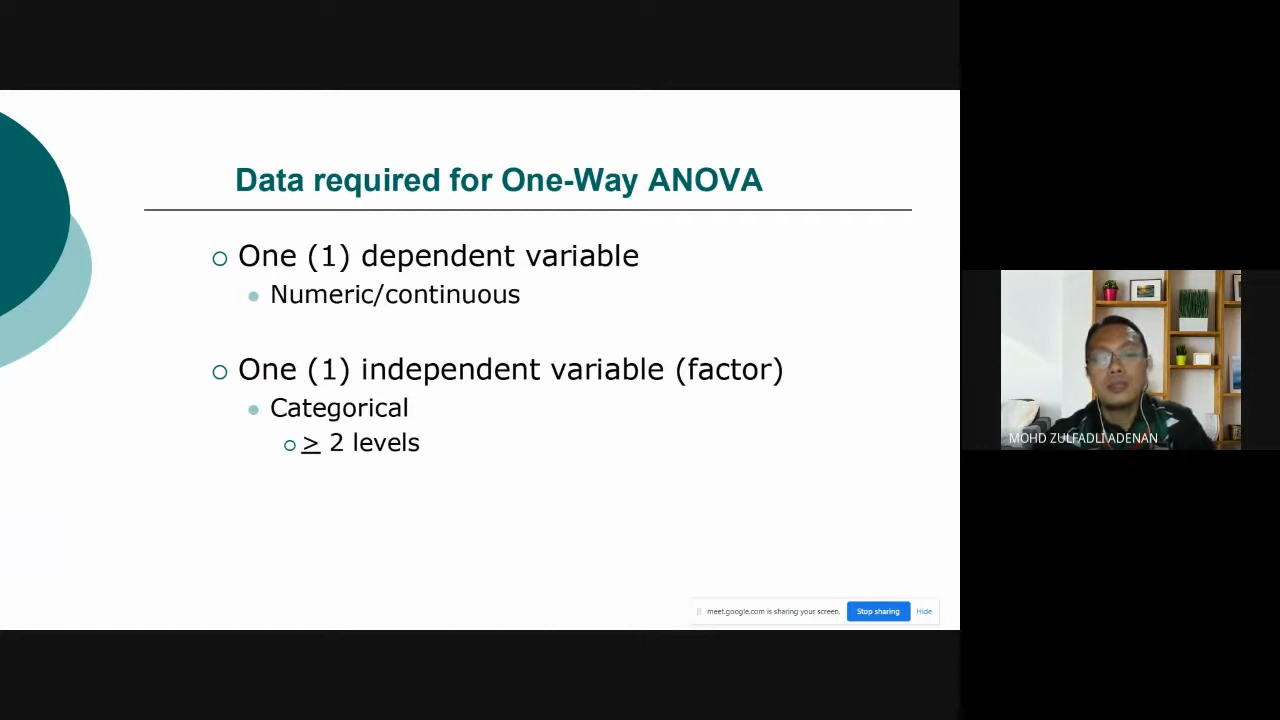 Data required for One-Way ANOVA
One (1) dependent variable
Numeric/continuous
One (1) independent variable (factor)
Categorical
≥ 2 levels
meet.google.com is sharing your screen.
Stop sharing
Hide
MOHD ZULFADLI ADENAN